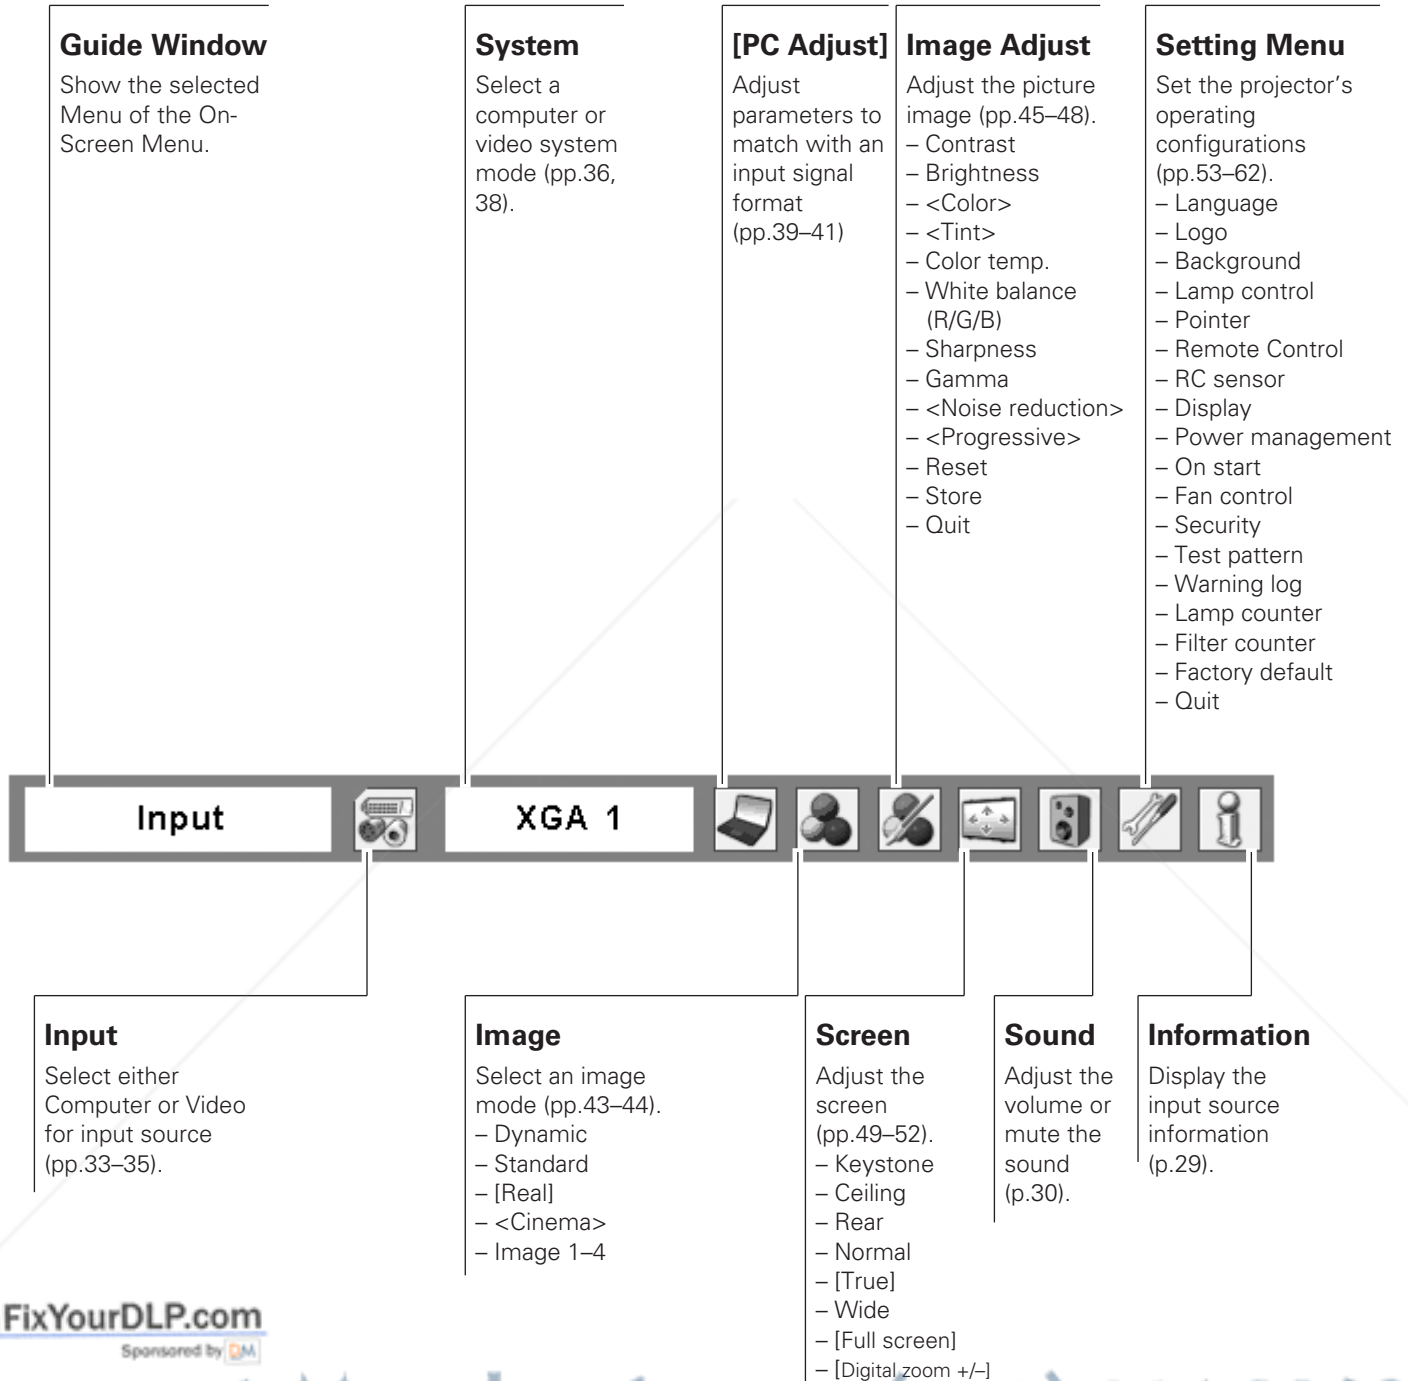 Guide Window
Show the selected
Menu of the On-
Screen Menu.
System
Select a
computer or
video system
mode (pp.36,
38).
[PC Adjust]
Adjust
parameters to
match with an
input signal
format
(pp.39–41)
Image Adjust
Adjust the picture
image (pp.45–48).
– Contrast
– Brightness
– <Color>
– <Tint>
– Color temp.
– White balance
(R/G/B)
– Sharpness
– Gamma
– <Noise reduction>
– <Progressive>
– Reset
– Store
– Quit
Setting Menu
Set the projector’s
operating
configurations
(pp.53–62).
– Language
– Logo
– Background
– Lamp control
– Pointer
– Remote Control
– RC sensor
– Display
– Power management
– On start
– Fan control
– Security
– Test pattern
– Warning log
– Lamp counter
– Filter counter
– Factory default
– Quit
Input
XGA 1
Input
Select either
Computer or Video
for input source
(pp.33–35).
Image
Select an image
mode (pp.43–44).
– Dynamic
– Standard
– [Real]
– <Cinema>
– Image 1–4
Screen
Adjust the
screen
(pp.49–52).
– Keystone
– Ceiling
– Rear
– Normal
– [True]
– Wide
– [Full screen]
– [Digital zoom +/–]
Sound
Adjust the
volume or
mute the
sound
(p.30).
Information
Display the
input source
information
(p.29).
FixYourDLP.com
Sponsored by DM